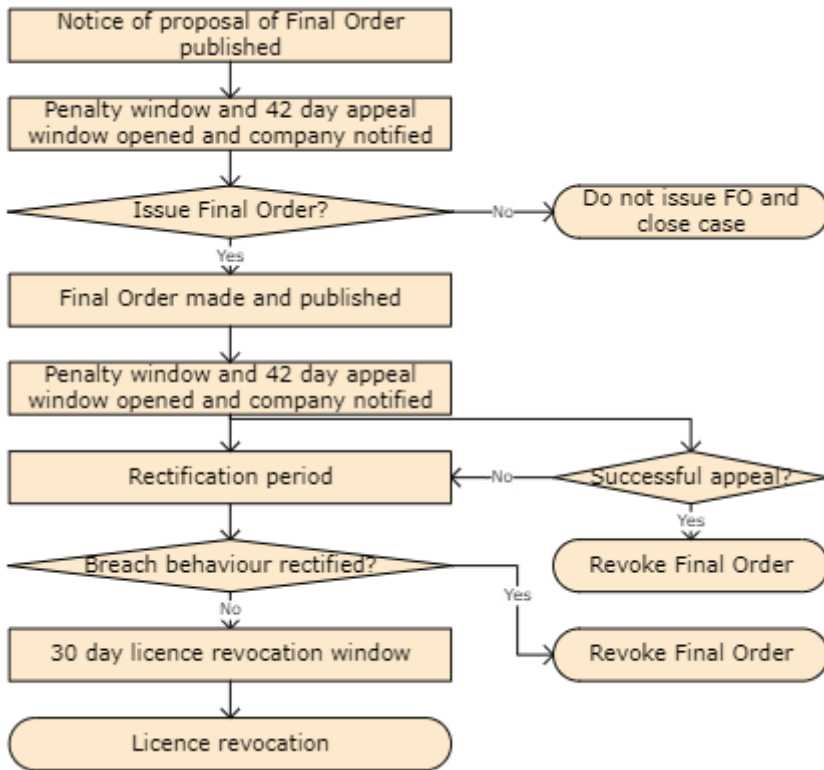 Notice of proposal of Final Order
published
Penalty window and 42 day appeal
window opened and company notified
Issue Final Order?
No
Do not issue FO and
close case
Yes
Final Order made and published
Penalty window and 42 day appeal
window opened and company notified
Rectification period
No
Successful appeal?
Yes
Revoke Final Order
Breach behaviour rectified?
Yes
No
30 day licence revocation window
Revoke Final Order
Licence revocation